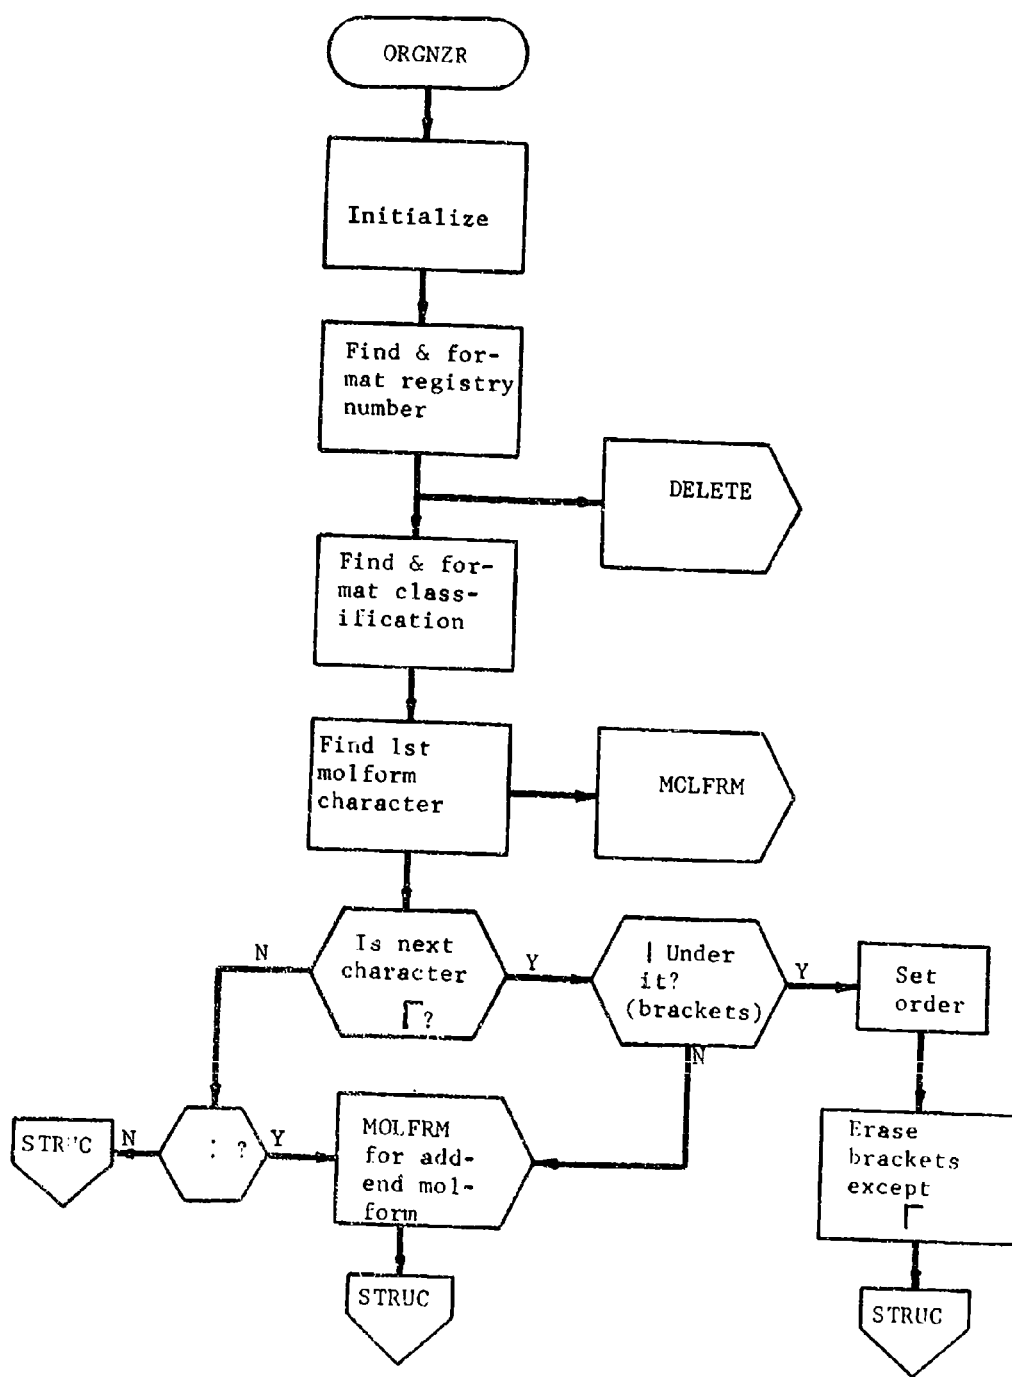 ORGNZR
Initialize
Find & for-
mat registry
number
DELETE
Find & for-
mat class-
ification
Find 1st
molform
character
MCLFRM
Is next
character
Γ?
N
Y
| Under
it?
(brackets)
Y
N
Set
order
STRUC
N
: ?
Y
MOLFRM
for add-
end mol-
form
Erase
brackets
except
Γ
STRUC
STRUC